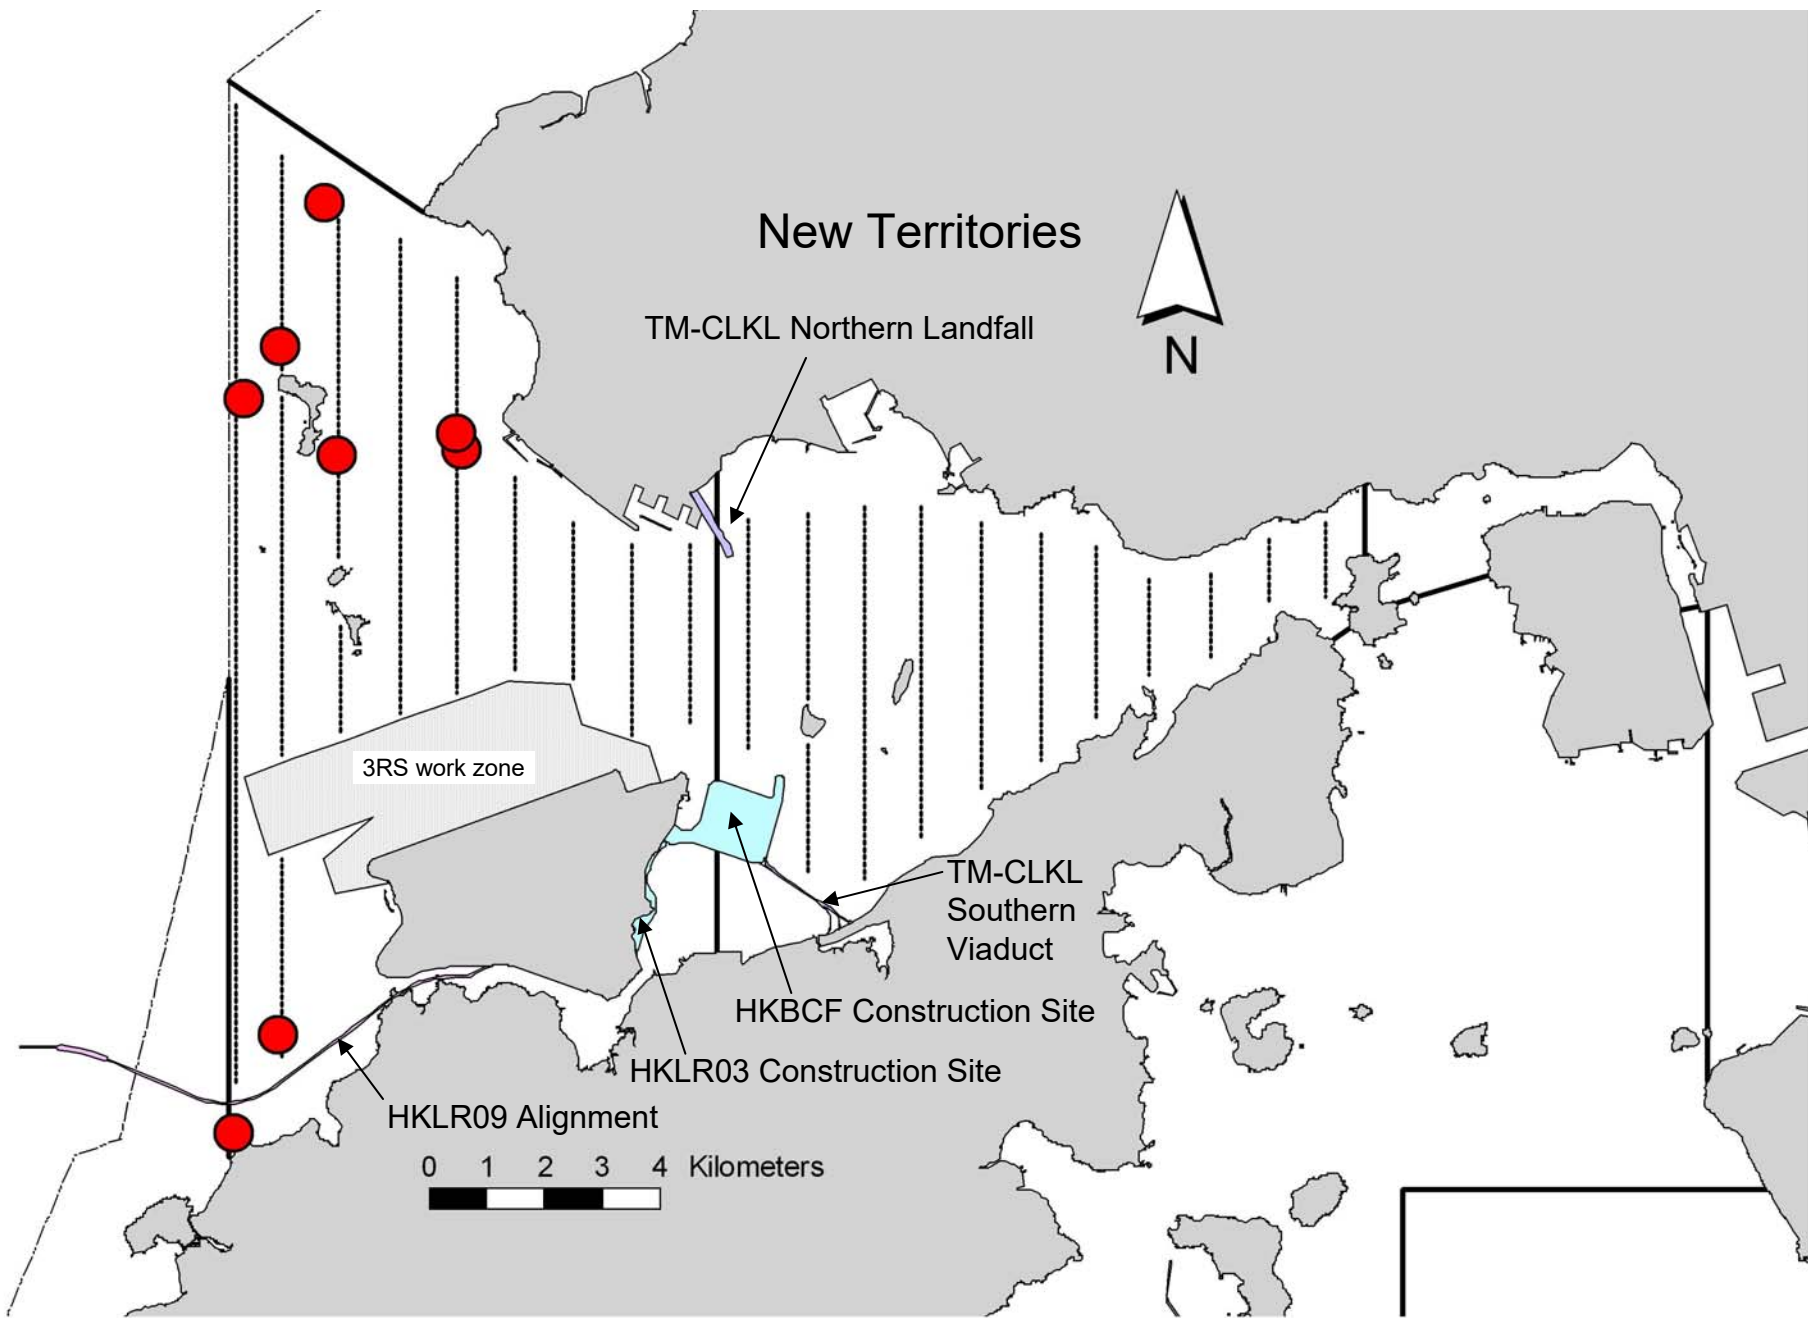 New Territories
TM-CLKL Northern Landfall
N
3RS work zone
TM-CLKL
Southern
Viaduct
HKBCF Construction Site
HKLR03 Construction Site
HKLR09 Alignment
0 1 2 3 4 Kilometers